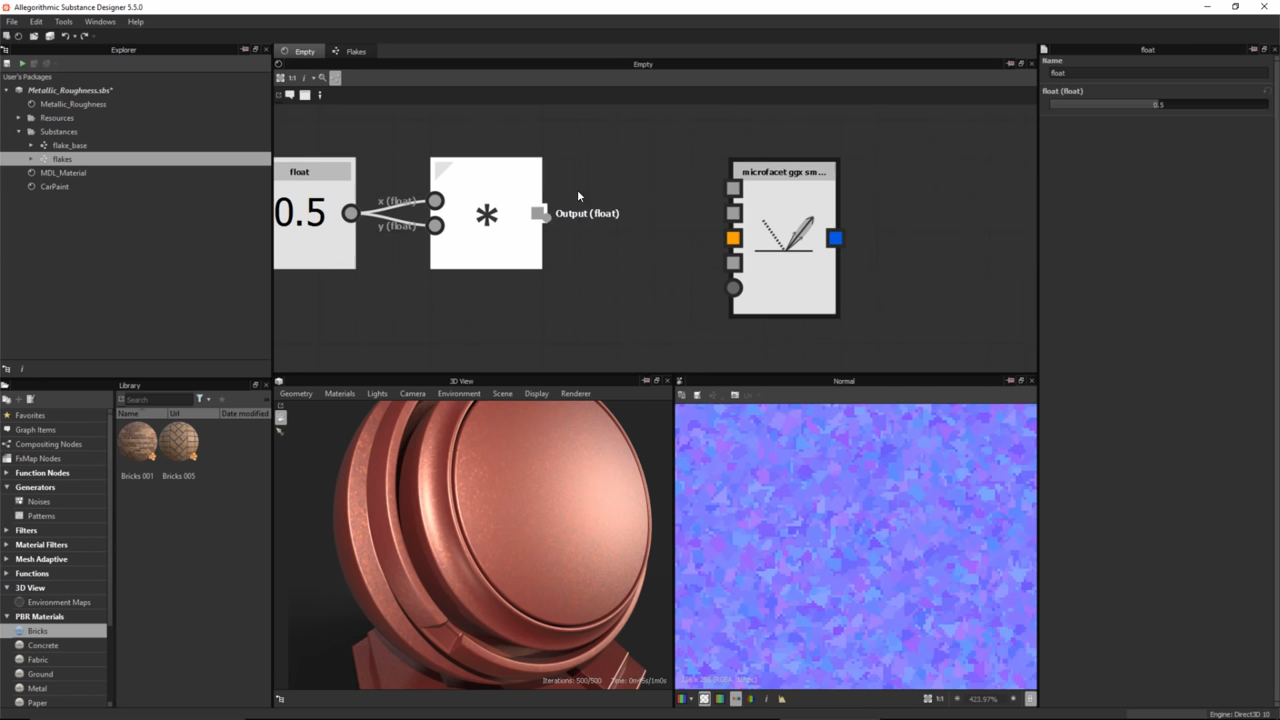 Allegorithmic Substance Designer 5.5.0
File Edit Tools Windows Help
Explorer
User's Packages
Metallic_Roughness.sbs*
Metallic_Roughness
Resources
Substances
flake_base
flakes
MDL_Material
CarPaint
Empty Flakes
Empty
1:1
float
0.5
x (float)
y (float)
*
Output (float)
microfacet ggx sm ...
float
Name
float
float (float)
0.5
Library
Search
Favorites
Graph Items
Compositing Nodes
FxMap Nodes
Function Nodes
Generators
Noises
Patterns
Filters
Material Filters
Mesh Adaptive
Functions
3D View
Environment Maps
PBR Materials
Bricks
Concrete
Fabric
Ground
Metal
Paper
Name Url Date modified
Bricks 001 Bricks 005
3D View
Geometry Materials Lights Camera Environment Scene Display Renderer
Iterations: 500/500
Normal
1:1 423.97%
Engine: Direct3D 10